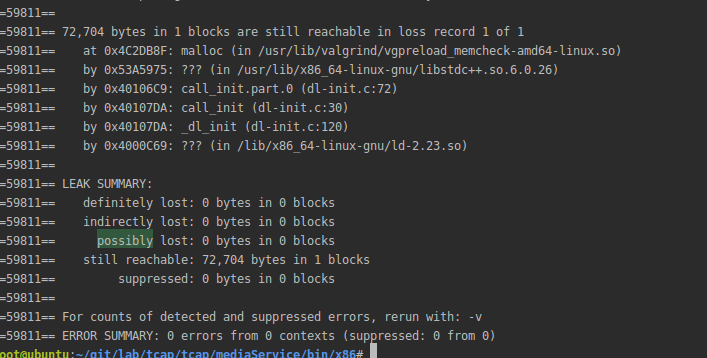 =59811==
=59811== 72,704 bytes in 1 blocks are still reachable in loss record 1 of 1
=59811==    at 0x4C2DB8F: malloc (in /usr/lib/valgrind/vgpreload_memcheck-amd64-linux.so)
=59811==    by 0x53A5975: ??? (in /usr/lib/x86_64-linux-gnu/libstdc++.so.6.0.26)
=59811==    by 0x40106C9: call_init.part.0 (dl-init.c:72)
=59811==    by 0x40107DA: call_init (dl-init.c:30)
=59811==    by 0x40107DA: _dl_init (dl-init.c:120)
=59811==    by 0x4000C69: ??? (in /lib/x86_64-linux-gnu/ld-2.23.so)
=59811==
=59811== LEAK SUMMARY:
=59811==    definitely lost: 0 bytes in 0 blocks
=59811==    indirectly lost: 0 bytes in 0 blocks
=59811==      possibly lost: 0 bytes in 0 blocks
=59811==    still reachable: 72,704 bytes in 1 blocks
=59811==         suppressed: 0 bytes in 0 blocks
=59811==
=59811== For counts of detected and suppressed errors, rerun with: -v
=59811== ERROR SUMMARY: 0 errors from 0 contexts (suppressed: 0 from 0)
oot@ubuntu:~/git/lab/tcap/tcap/mediaService/bin/x86#